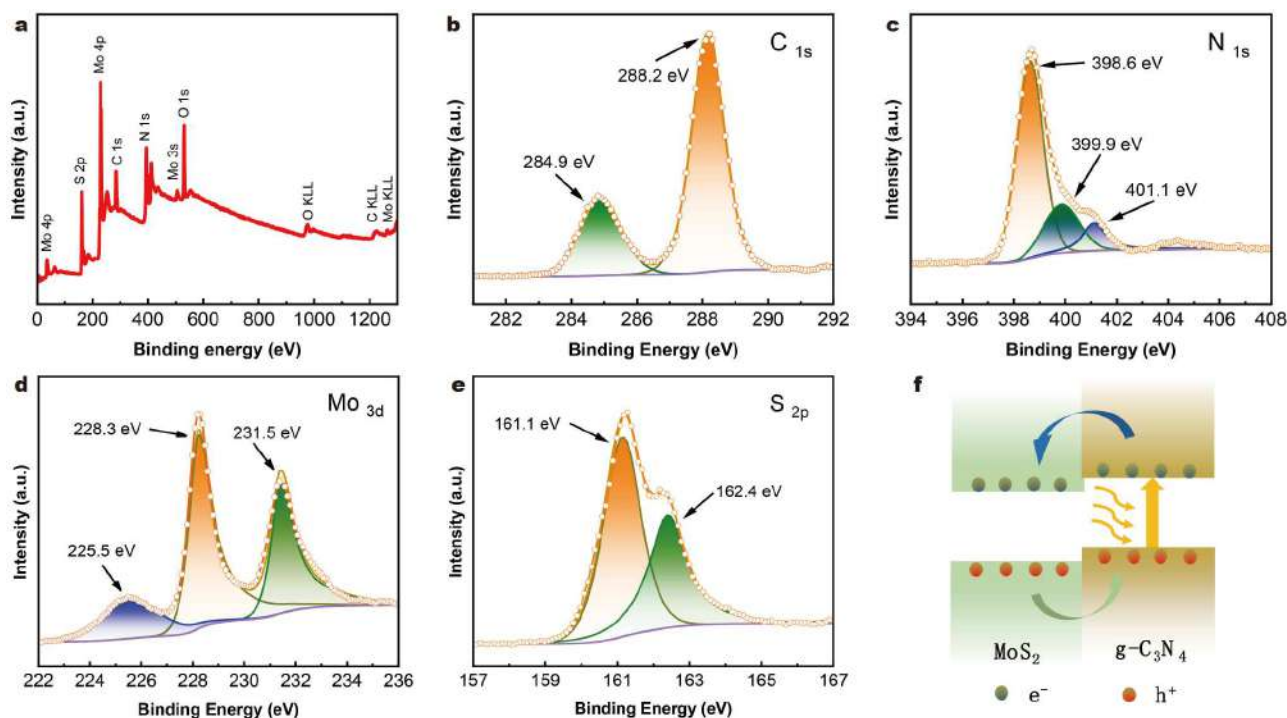 a
Mo 4p
S 2p
Mo 4p
C 1s
N 1s
Mo 3s
O 1s
O KLL
C KLL
Mo KLL
Intensity (a.u.)
0 200 400 600 800 1000 1200
Binding energy (eV)
b
C 1s
288.2 eV
284.9 eV
Intensity (a.u.)
282 284 286 288 290 292
Binding Energy (eV)
c
N 1s
398.6 eV
399.9 eV
401.1 eV
Intensity (a.u.)
394 396 398 400 402 404 406 408
Binding Energy (eV)
d
Mo 3d
228.3 eV
231.5 eV
225.5 eV
Intensity (a.u.)
222 224 226 228 230 232 234 236
Binding Energy (eV)
e
S 2p
161.1 eV
162.4 eV
Intensity (a.u.)
157 159 161 163 165 167
Binding Energy (eV)
f
MoS₂ g-C₃N₄
e⁻ h⁺